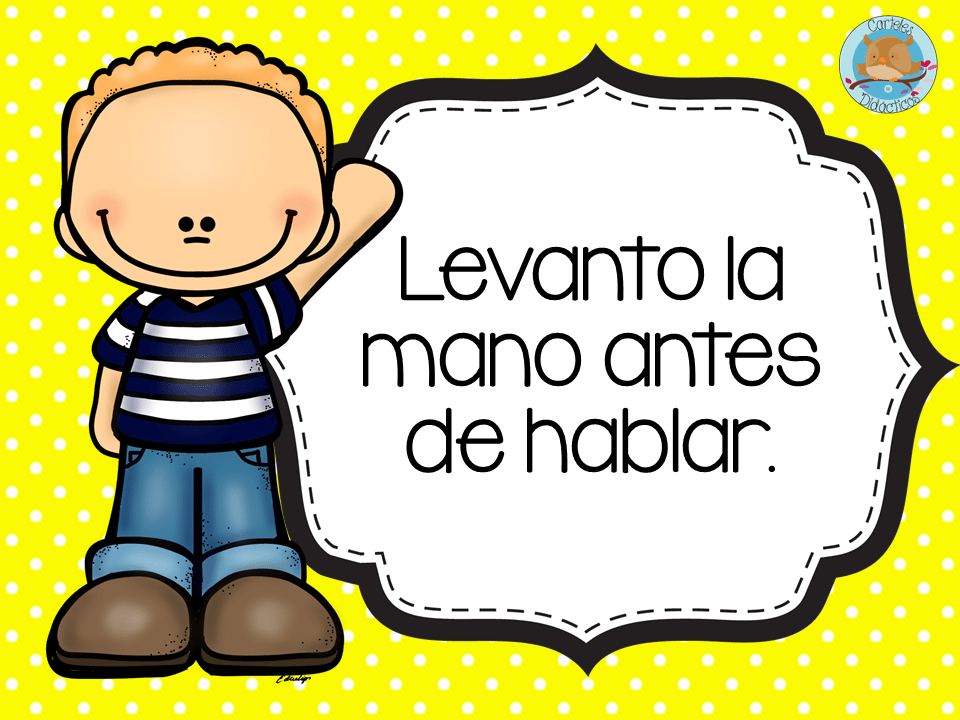 Carteles
Didácticos
Levanto la
mano antes
de hablar.